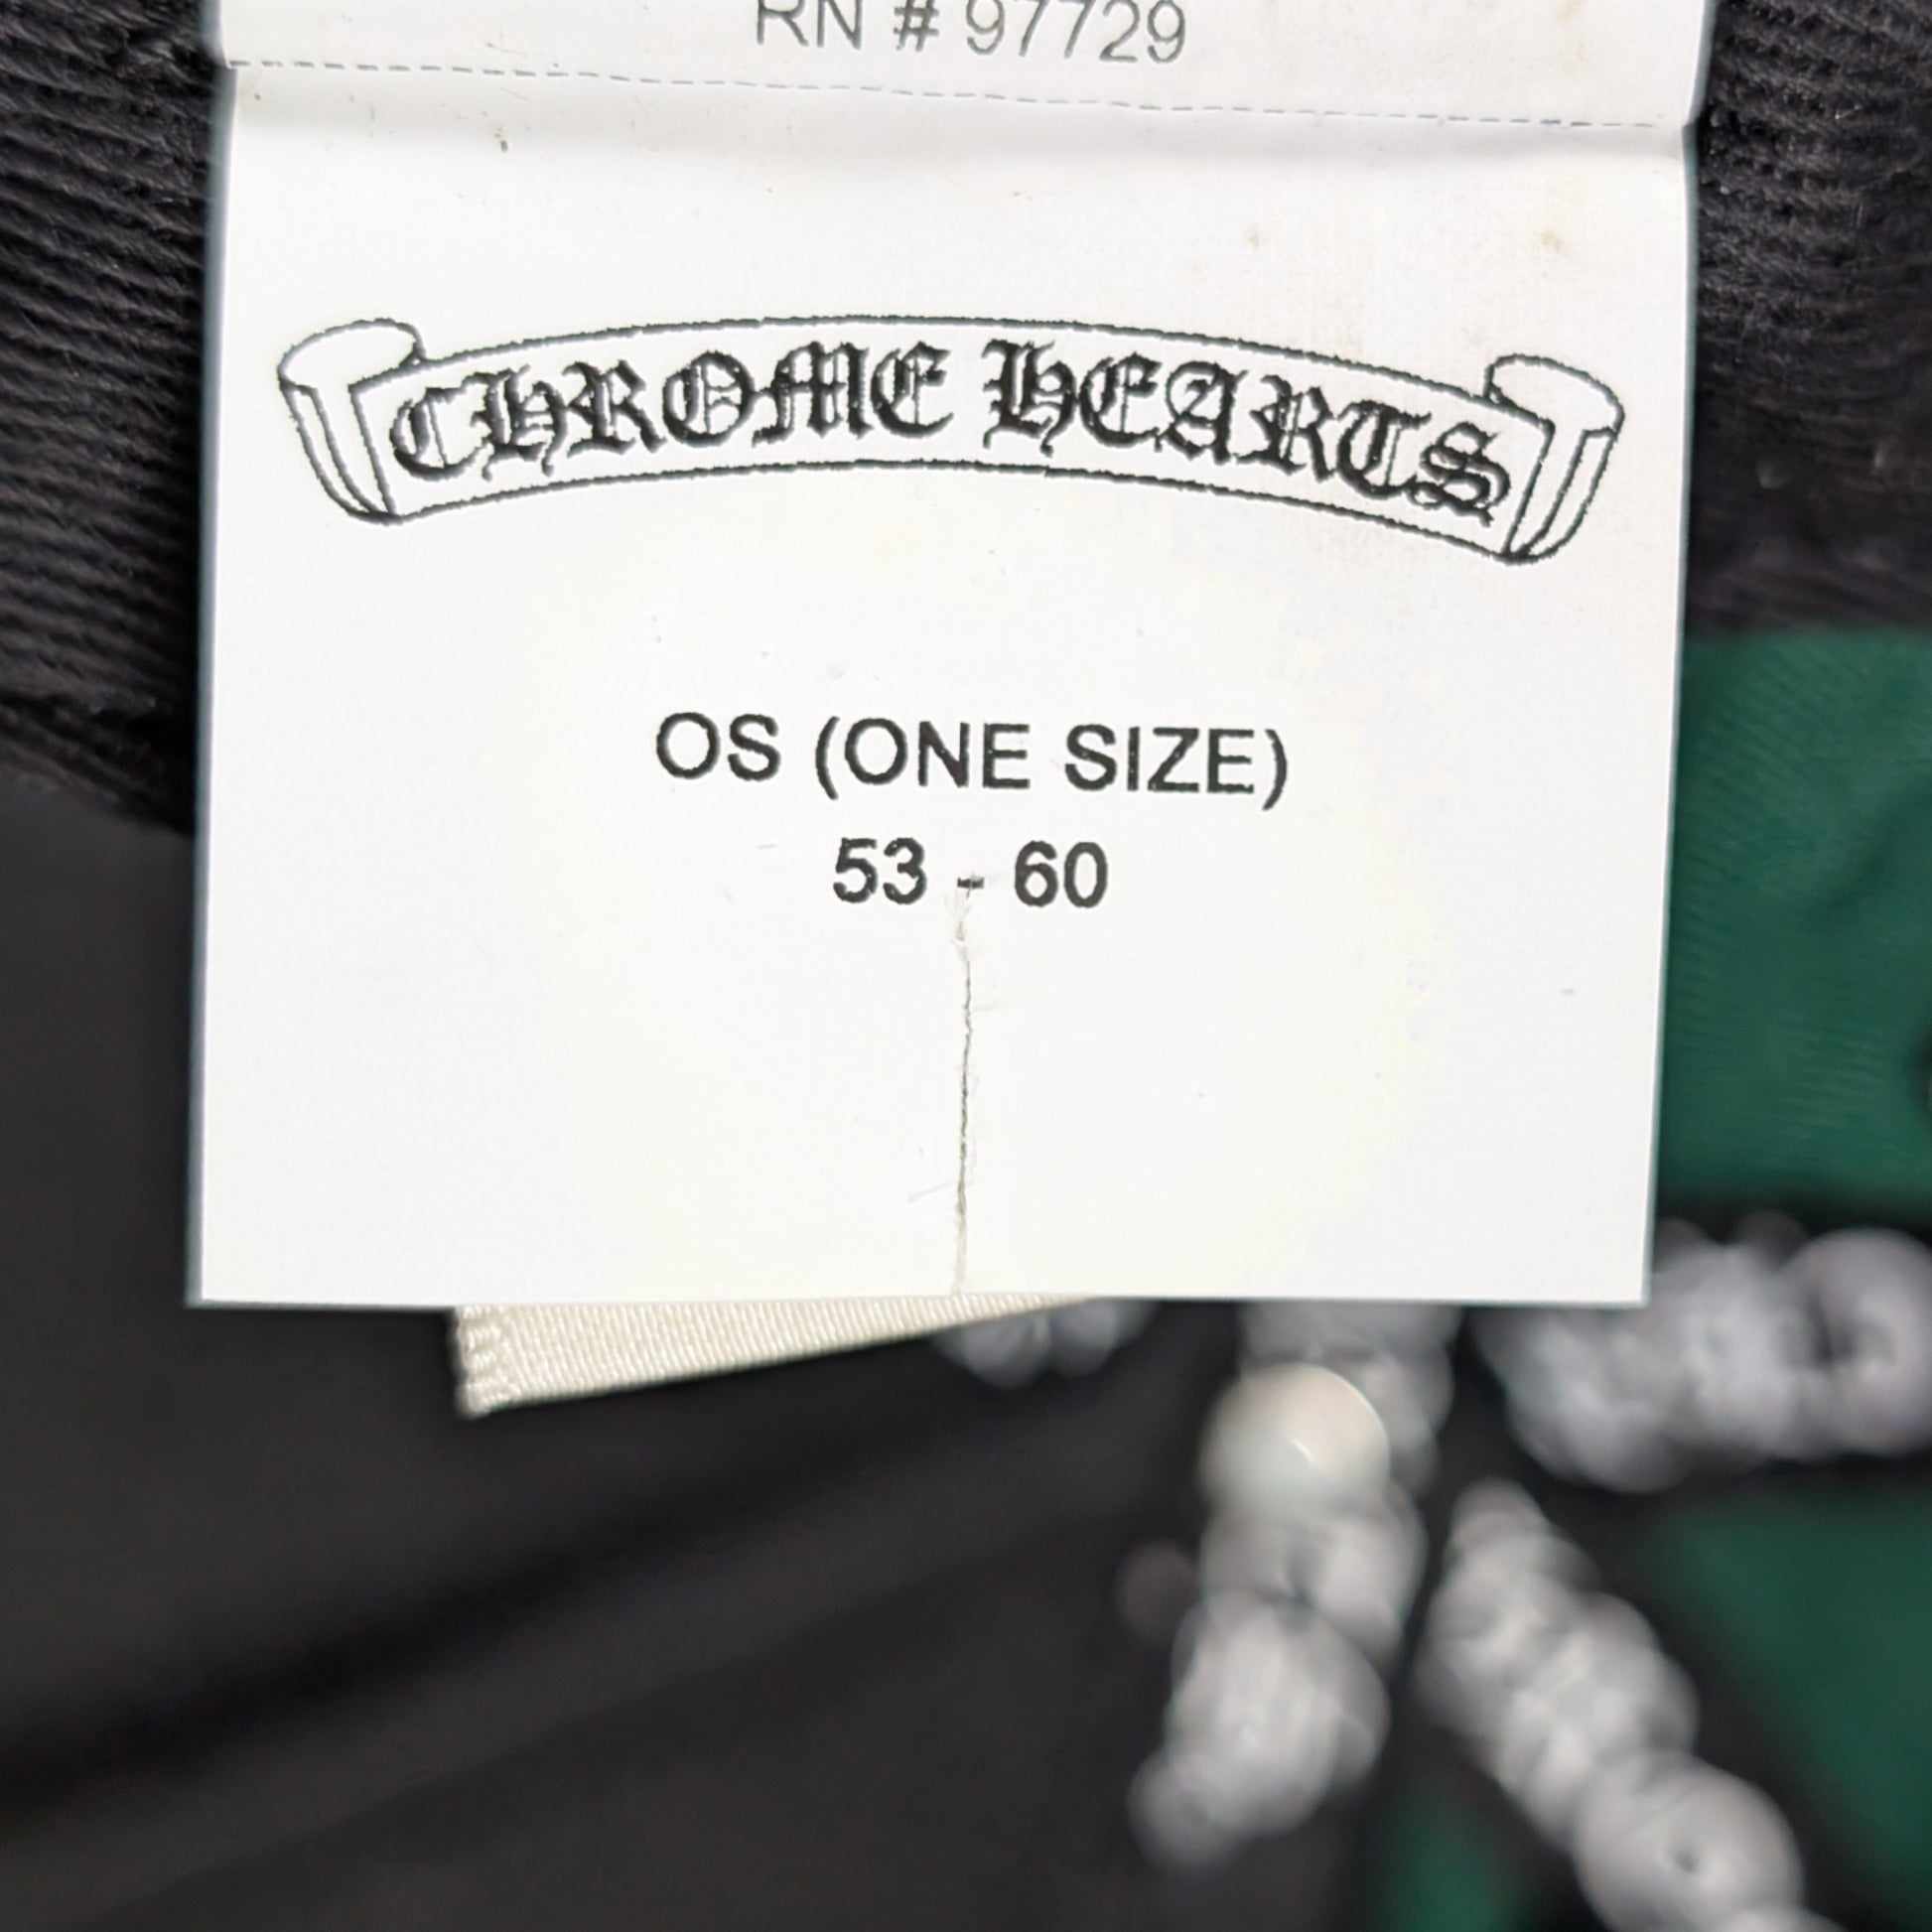 RN # 97729
CHROME HEARTS
OS (ONE SIZE)
53 - 60